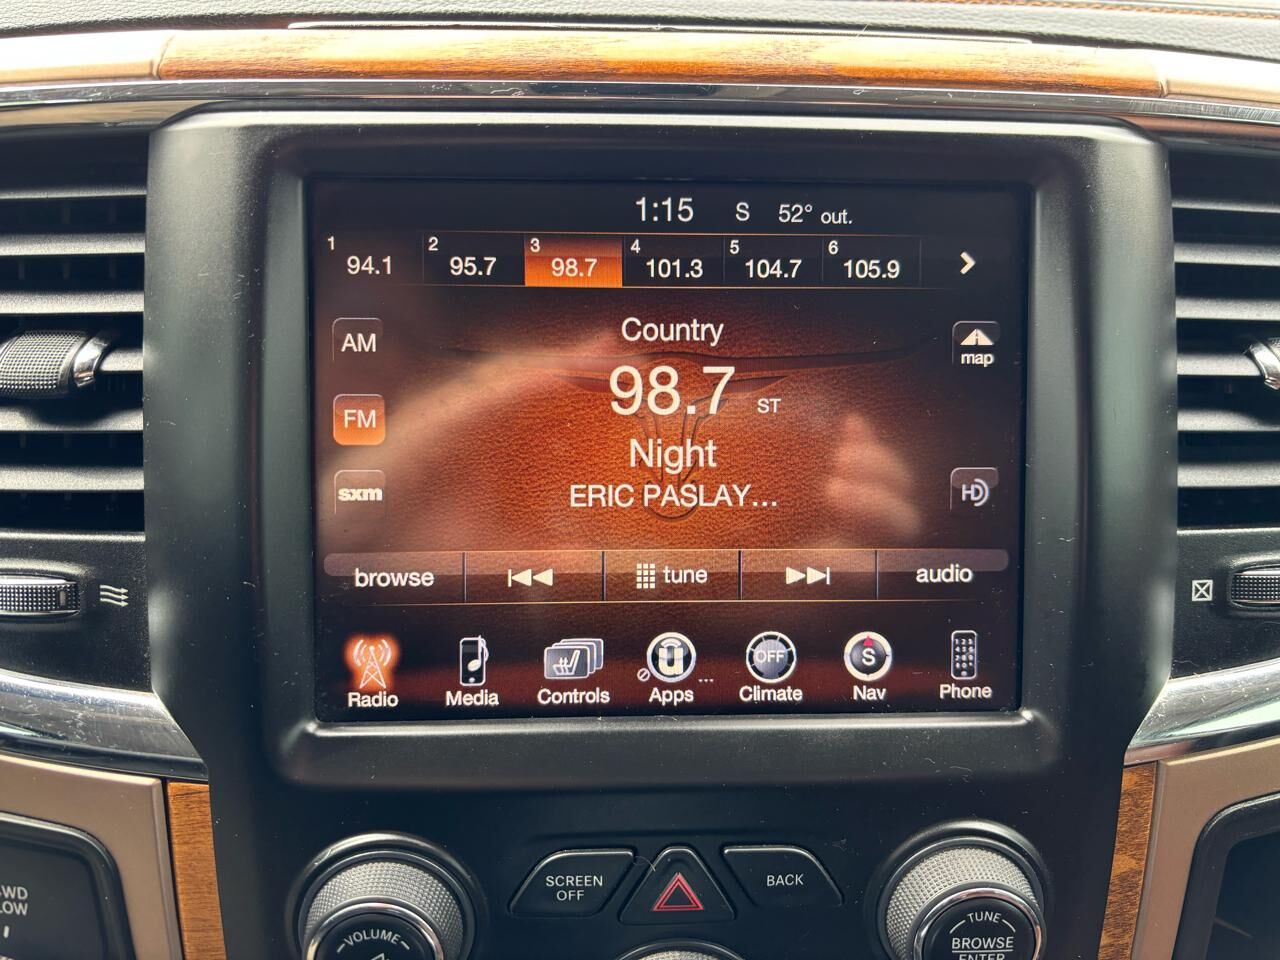 1:15 S 52° out.
1 94.1 2 95.7 3 98.7 4 101.3 5 104.7 6 105.9
Country
AM
map
98.7 ST
FM
Night
sxm
ERIC PASLAY...
HD
browse tune audio
OFF S
Radio Media Controls Apps ... Climate Nav Phone
SCREEN OFF
BACK
VOLUME
TUNE
BROWSE
ENTER